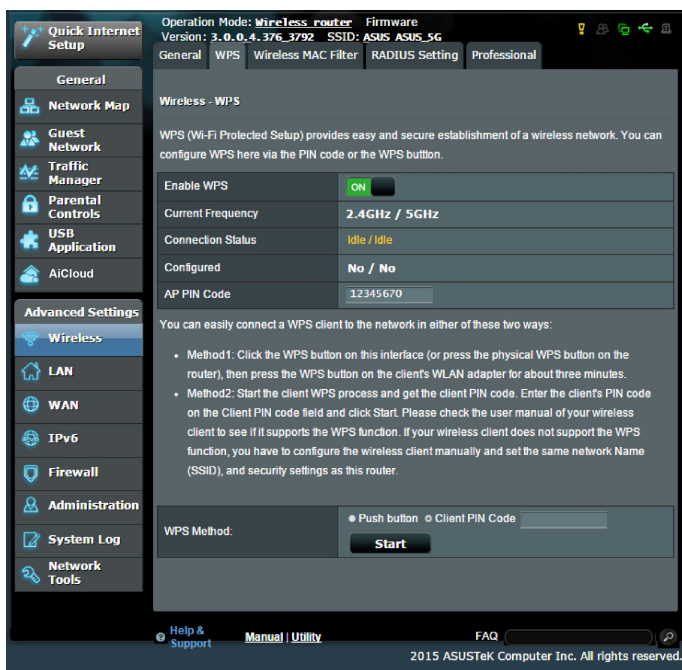 Quick Internet
Setup
Operation Mode: Wireless router Firmware
Version: 3.0.0.4.376_3792 SSID: ASUS ASUS_5G
General WPS Wireless MAC Filter RADIUS Setting Professional
General
Network Map
Guest
Network
Traffic
Manager
Parental
Controls
USB
Application
AiCloud
Advanced Settings
Wireless
LAN
WAN
IPv6
Firewall
Administration
System Log
Network
Tools
Wireless - WPS
WPS (Wi-Fi Protected Setup) provides easy and secure establishment of a wireless network. You can
configure WPS here via the PIN code or the WPS buttton.
Enable WPS ON
Current Frequency 2.4GHz / 5GHz
Connection Status Idle / Idle
Configured No / No
AP PIN Code 12345670
You can easily connect a WPS client to the network in either of these two ways:
• Method1: Click the WPS button on this interface (or press the physical WPS button on the
router), then press the WPS button on the client's WLAN adapter for about three minutes.
• Method2: Start the client WPS process and get the client PIN code. Enter the client's PIN code
on the Client PIN code field and click Start. Please check the user manual of your wireless
client to see if it supports the WPS function. If your wireless client does not support the WPS
function, you have to configure the wireless client manually and set the same network Name
(SSID), and security settings as this router.
WPS Method: Push button Client PIN Code
Start
Help &
Support
Manual | Utility
FAQ
2015 ASUSTeK Computer Inc. All rights reserved.